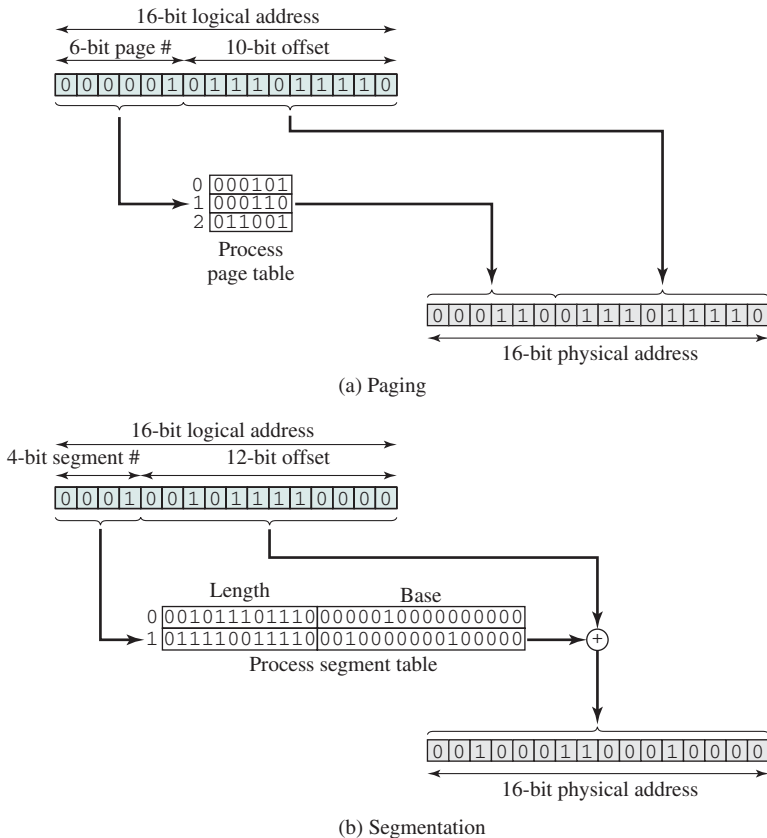 16-bit logical address
6-bit page # 10-bit offset
0 0 0 0 0 1 0 1 1 1 0 1 1 1 1 0
0 000101
1 000110
2 011001
Process
page table
0 0 0 1 1 0 0 1 1 1 0 1 1 1 1 0
16-bit physical address
(a) Paging
16-bit logical address
4-bit segment # 12-bit offset
0 0 0 1 0 0 1 0 1 1 1 1 0 0 0 0
Length Base
0 001011101110 0000010000000000
1 011110011110 0010000000100000
+
Process segment table
0 0 1 0 0 0 1 1 0 0 0 1 0 0 0 0
16-bit physical address
(b) Segmentation